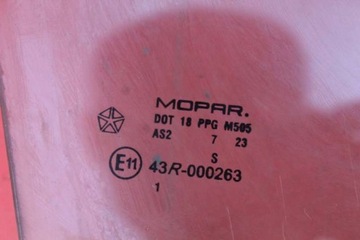 MOPAR.
DOT 18 PPG M505
AS2 7 23
S
E11 43R-000263
1